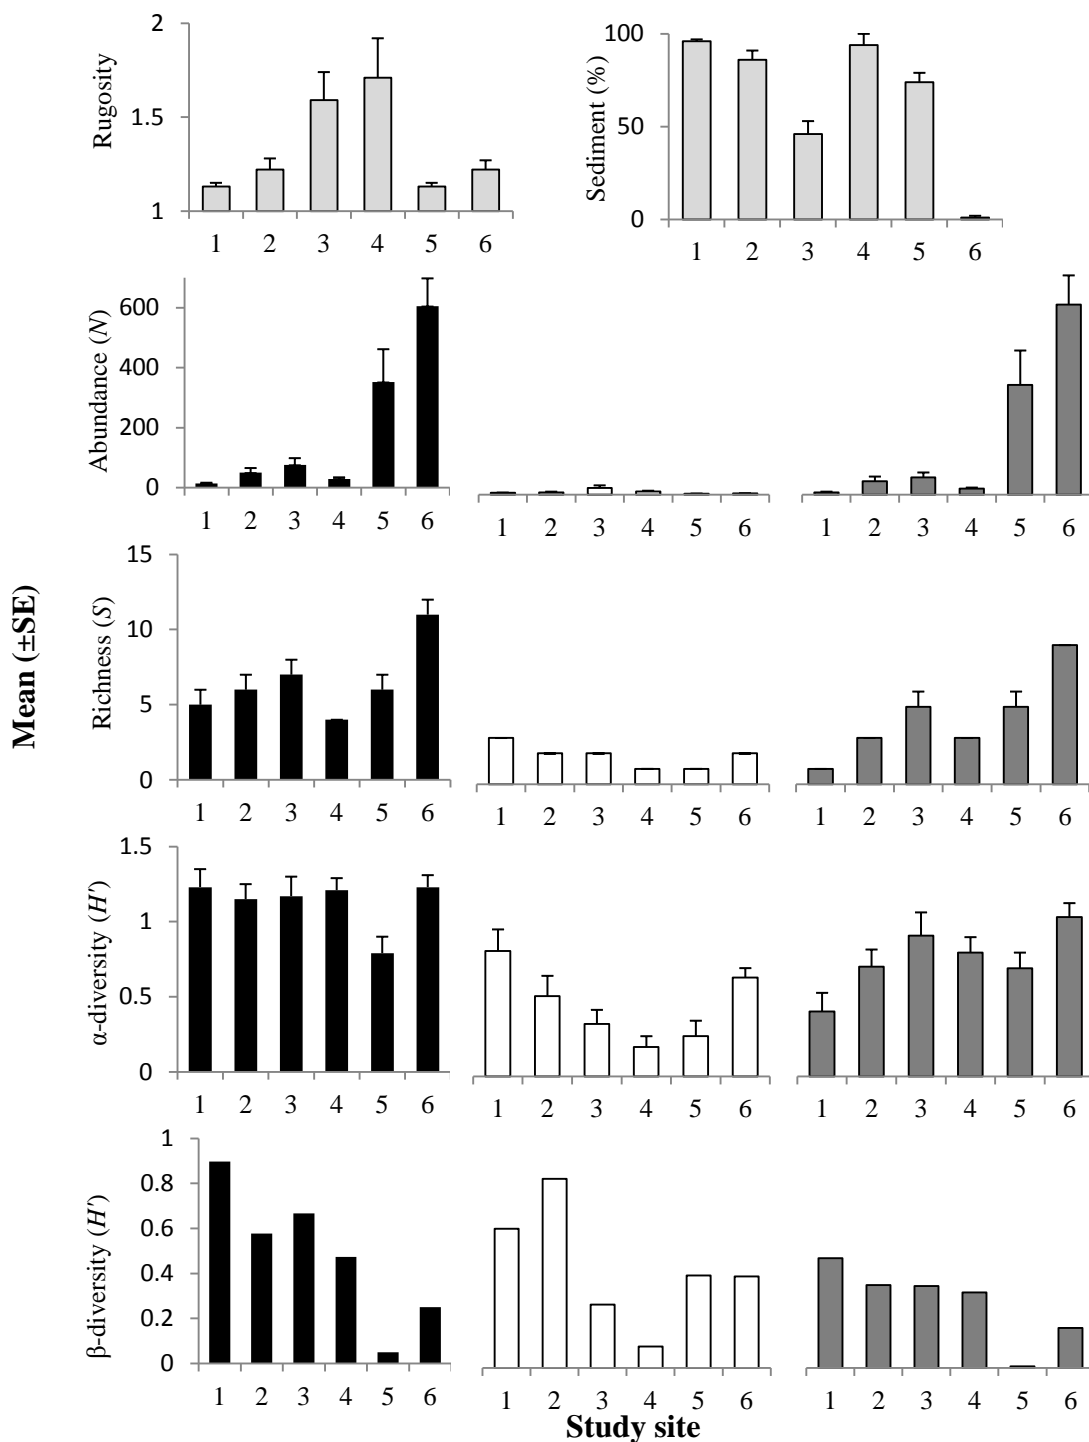 2
1.5
1
Rugosity
1 2 3 4 5 6
100
50
0
Sediment (%)
1 2 3 4 5 6
600
400
200
0
Abundance (N)
1 2 3 4 5 6
1 2 3 4 5 6
1 2 3 4 5 6
Mean (±SE)
15
10
5
0
Richness (S)
1 2 3 4 5 6
1 2 3 4 5 6
1 2 3 4 5 6
1.5
1
0.5
0
α-diversity (H')
1 2 3 4 5 6
1 2 3 4 5 6
1 2 3 4 5 6
1
0.8
0.6
0.4
0.2
0
β-diversity (H')
1 2 3 4 5 6
1 2 3 4 5 6
1 2 3 4 5 6
Study site